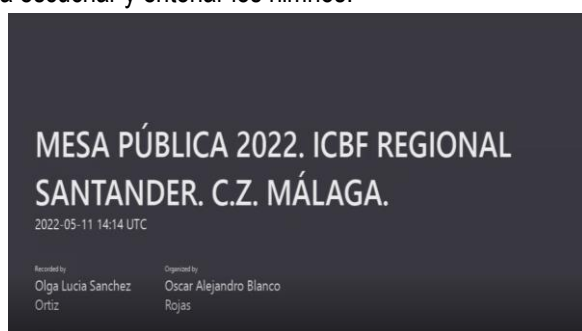 a escuchar y entonar los himnos.
MESA PÚBLICA 2022. ICBF REGIONAL
SANTANDER. C.Z. MÁLAGA.
2022-05-11 14:14 UTC
Recorded by
Organized by
Olga Lucia Sanchez
Ortiz
Oscar Alejandro Blanco
Rojas